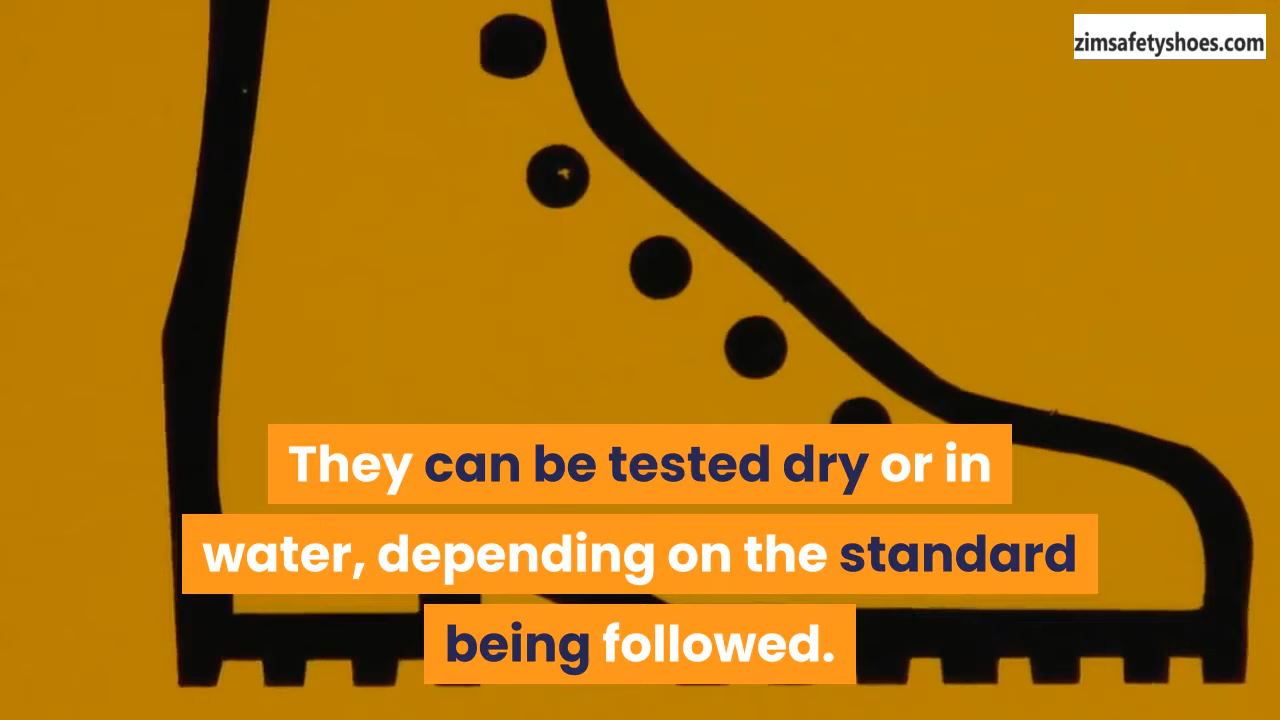 zimsafetyshoes.com
They can be tested dry or in
water, depending on the standard
being followed.